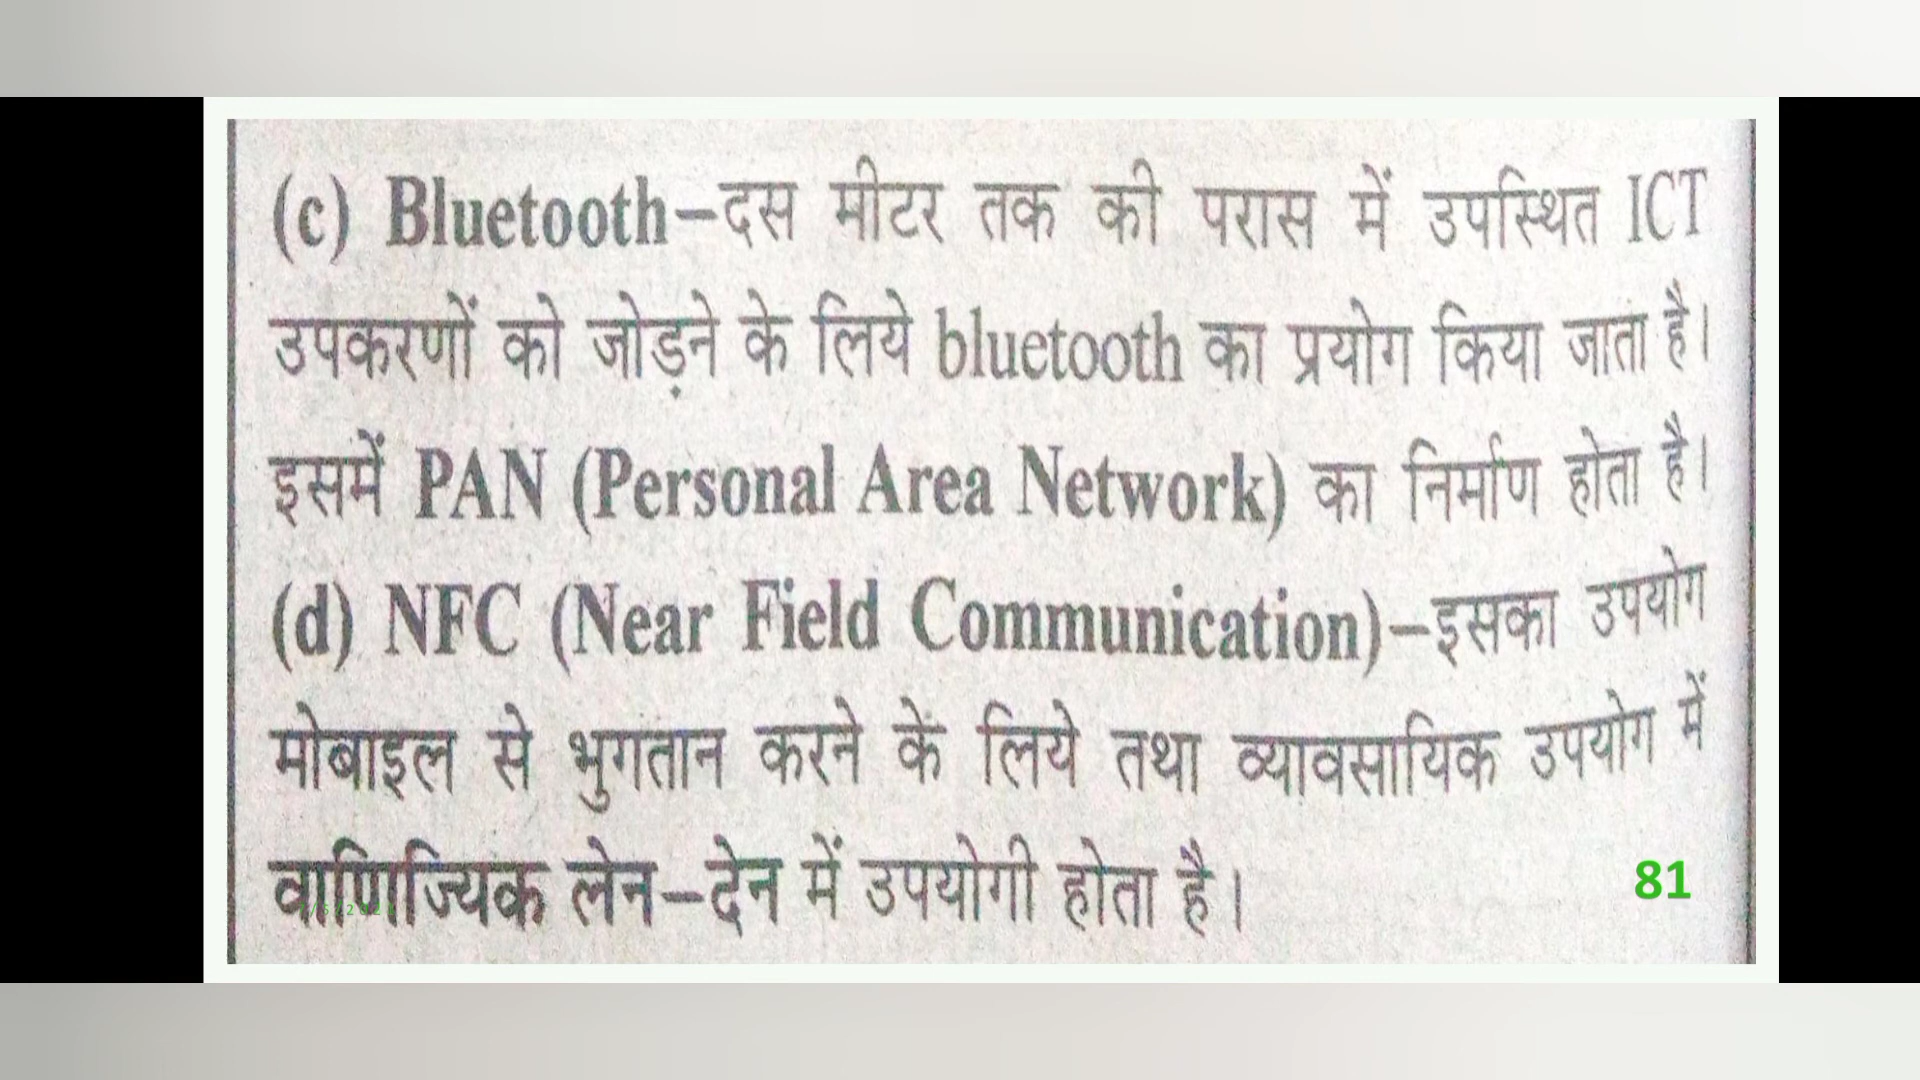 (c) Bluetooth–दस मीटर तक की परास में उपस्थित ICT
उपकरणों को जोड़ने के लिये bluetooth का प्रयोग किया जाता है।
इसमें PAN (Personal Area Network) का निर्माण होता है।
(d) NFC (Near Field Communication)–इसका उपयोग
मोबाइल से भुगतान करने के लिये तथा व्यावसायिक उपयोग में
वाणिज्यिक लेन–देन में उपयोगी होता है।
81